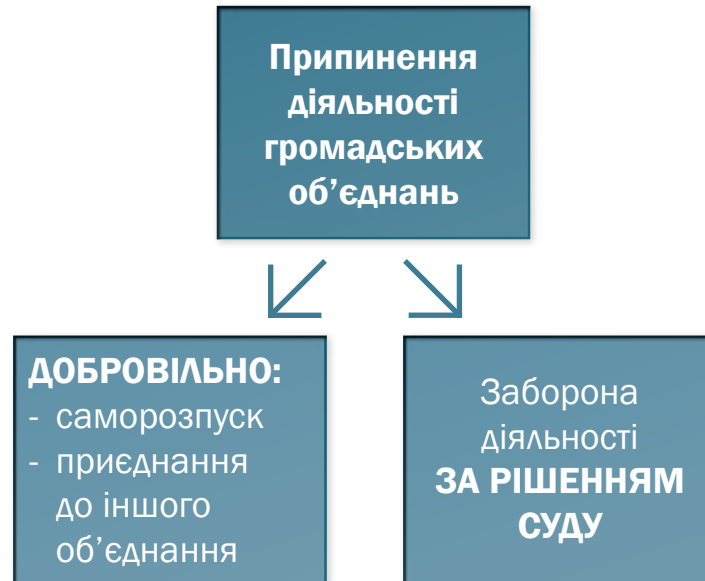 Припинення
діяльності
громадських
об’єднань
ДОБРОВІЛЬНО:
- саморозпуск
- приєднання
до іншого
об’єднання
Заборона
діяльності
ЗА РІШЕННЯМ
СУДУ